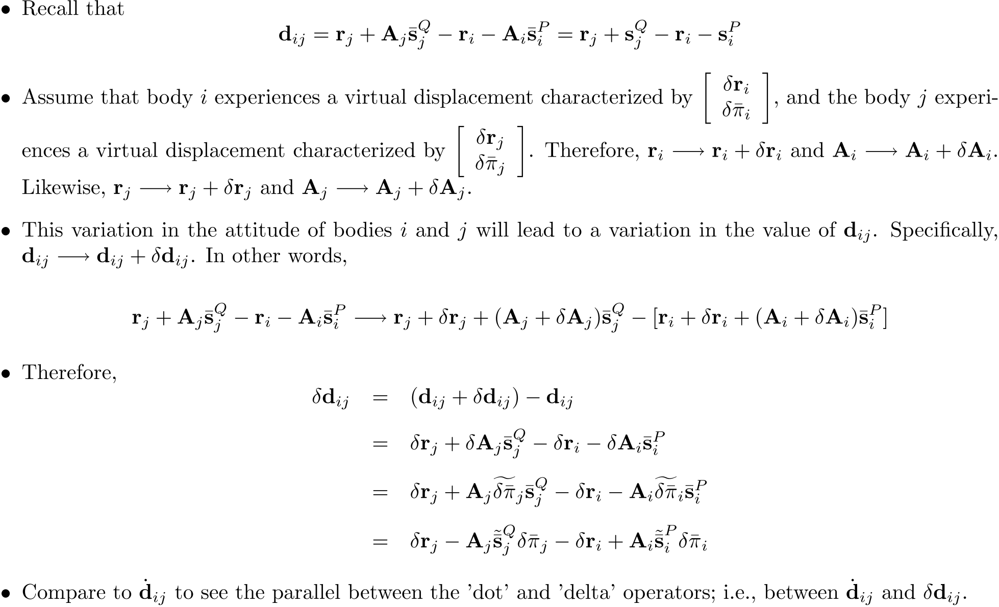 • Recall that
$\mathbf{d}_{ij} = \mathbf{r}_j + \mathbf{A}_j \bar{\mathbf{s}}_j^Q - \mathbf{r}_i - \mathbf{A}_i \bar{\mathbf{s}}_i^P = \mathbf{r}_j + \mathbf{s}_j^Q - \mathbf{r}_i - \mathbf{s}_i^P$
• Assume that body $i$ experiences a virtual displacement characterized by $\begin{bmatrix} \delta\mathbf{r}_i \\ \delta\bar{\pi}_i \end{bmatrix}$, and the body $j$ experi-
ences a virtual displacement characterized by $\begin{bmatrix} \delta\mathbf{r}_j \\ \delta\bar{\pi}_j \end{bmatrix}$. Therefore, $\mathbf{r}_i \longrightarrow \mathbf{r}_i + \delta\mathbf{r}_i$ and $\mathbf{A}_i \longrightarrow \mathbf{A}_i + \delta\mathbf{A}_i$.
Likewise, $\mathbf{r}_j \longrightarrow \mathbf{r}_j + \delta\mathbf{r}_j$ and $\mathbf{A}_j \longrightarrow \mathbf{A}_j + \delta\mathbf{A}_j$.
• This variation in the attitude of bodies $i$ and $j$ will lead to a variation in the value of $\mathbf{d}_{ij}$. Specifically,
$\mathbf{d}_{ij} \longrightarrow \mathbf{d}_{ij} + \delta\mathbf{d}_{ij}$. In other words,
$\mathbf{r}_j + \mathbf{A}_j \bar{\mathbf{s}}_j^Q - \mathbf{r}_i - \mathbf{A}_i \bar{\mathbf{s}}_i^P \longrightarrow \mathbf{r}_j + \delta\mathbf{r}_j + (\mathbf{A}_j + \delta\mathbf{A}_j)\bar{\mathbf{s}}_j^Q - [\mathbf{r}_i + \delta\mathbf{r}_i + (\mathbf{A}_i + \delta\mathbf{A}_i)\bar{\mathbf{s}}_i^P]$
• Therefore,
$\delta\mathbf{d}_{ij} = (\mathbf{d}_{ij} + \delta\mathbf{d}_{ij}) - \mathbf{d}_{ij}$
$= \delta\mathbf{r}_j + \delta\mathbf{A}_j \bar{\mathbf{s}}_j^Q - \delta\mathbf{r}_i - \delta\mathbf{A}_i \bar{\mathbf{s}}_i^P$
$= \delta\mathbf{r}_j + \mathbf{A}_j \widetilde{\delta\bar{\pi}}_j \bar{\mathbf{s}}_j^Q - \delta\mathbf{r}_i - \mathbf{A}_i \widetilde{\delta\bar{\pi}}_i \bar{\mathbf{s}}_i^P$
$= \delta\mathbf{r}_j - \mathbf{A}_j \tilde{\bar{\mathbf{s}}}_j^Q \delta\bar{\pi}_j - \delta\mathbf{r}_i + \mathbf{A}_i \tilde{\bar{\mathbf{s}}}_i^P \delta\bar{\pi}_i$
• Compare to $\dot{\mathbf{d}}_{ij}$ to see the parallel between the 'dot' and 'delta' operators; i.e., between $\dot{\mathbf{d}}_{ij}$ and $\delta\mathbf{d}_{ij}$.